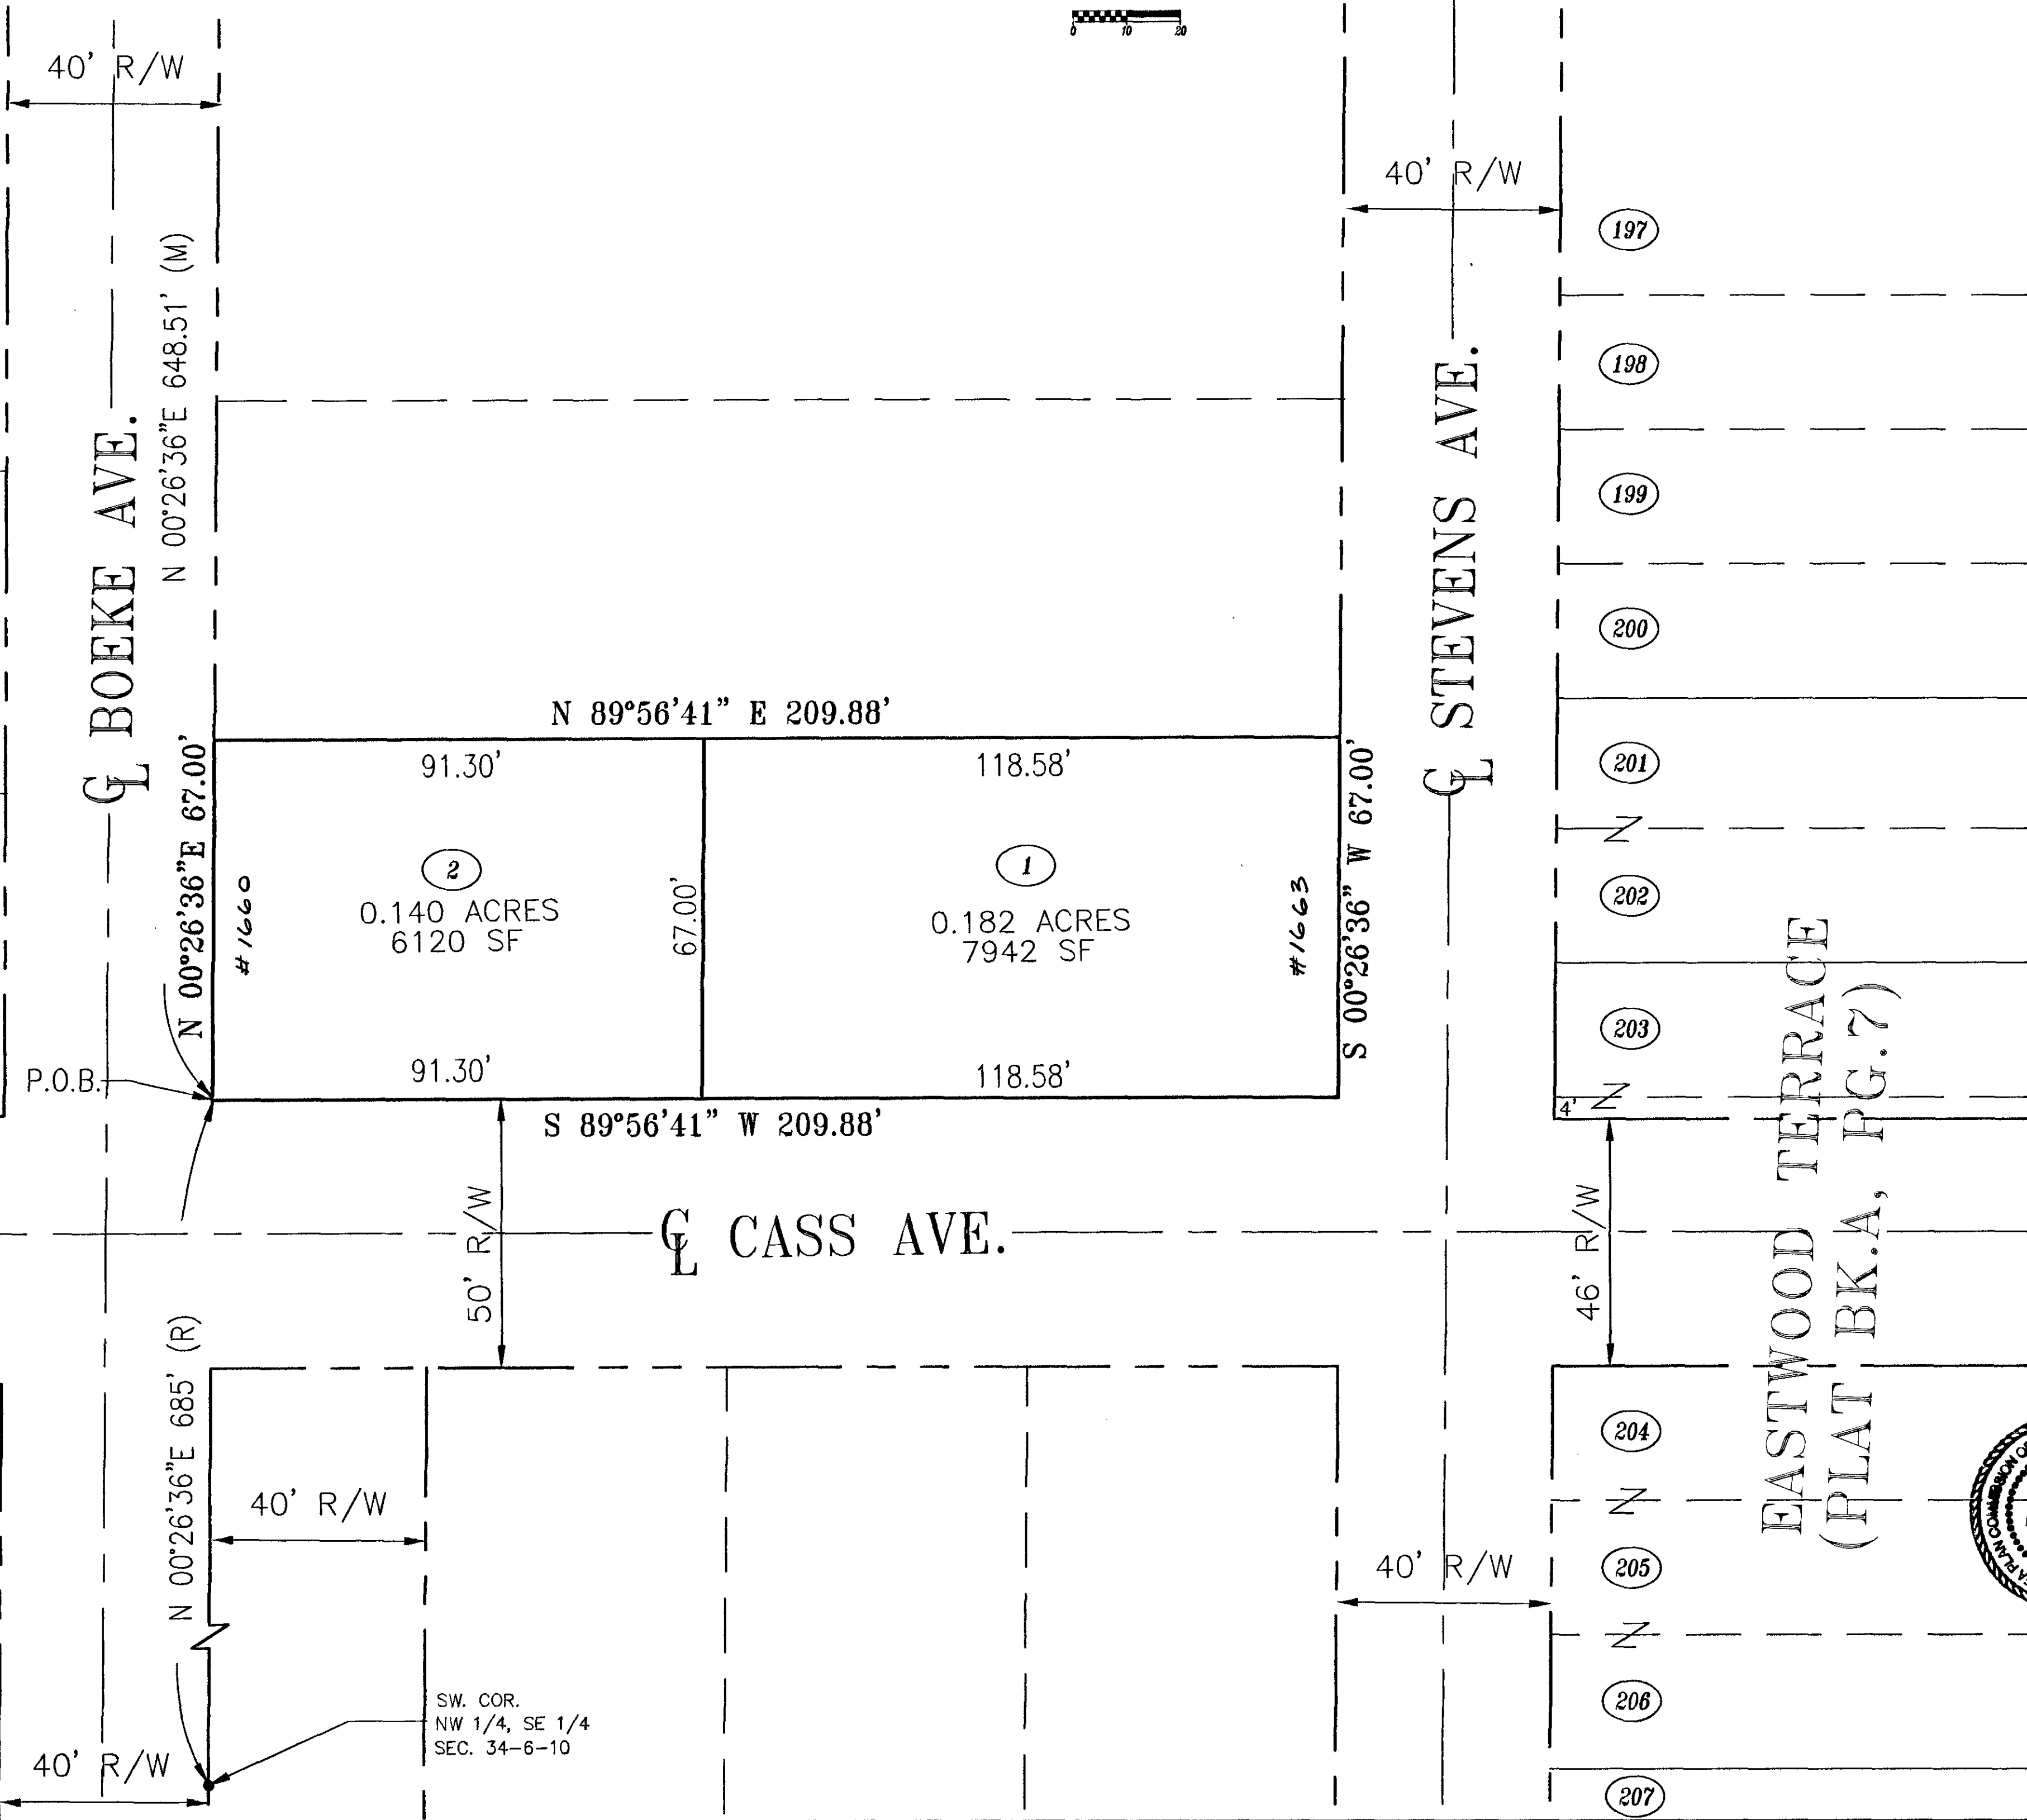 0 10 20
40' R/W
40' R/W
N 00°26'36"E 648.51' (M)
℄ BOEKE AVE.
℄ STEVENS AVE.
197
198
199
200
201
N
202
203
4' N
N 89°56'41" E 209.88'
91.30'
118.58'
N 00°26'36"E 67.00'
#1660
2
0.140 ACRES
6120 SF
67.00'
1
0.182 ACRES
7942 SF
#1663
S 00°26'36" W 67.00'
P.O.B.
91.30'
118.58'
S 89°56'41" W 209.88'
50' R/W
℄ CASS AVE.
46' R/W
EASTWOOD TERRACE
(PLAT BK.A, PG.7)
N 00°26'36"E 685' (R)
40' R/W
40' R/W
204
N
205
N
206
207
SW. COR.
NW 1/4, SE 1/4
SEC. 34-6-10
40' R/W
PLAN COMMISSION